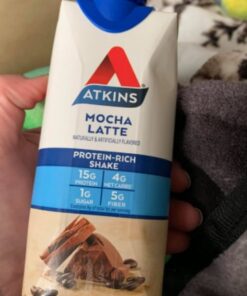 ATKINS
MOCHA
LATTE
NATURALLY & ARTIFICIALLY FLAVORED
PROTEIN-RICH
SHAKE
15G PROTEIN 4G NET CARBS
1G SUGAR 5G FIBER